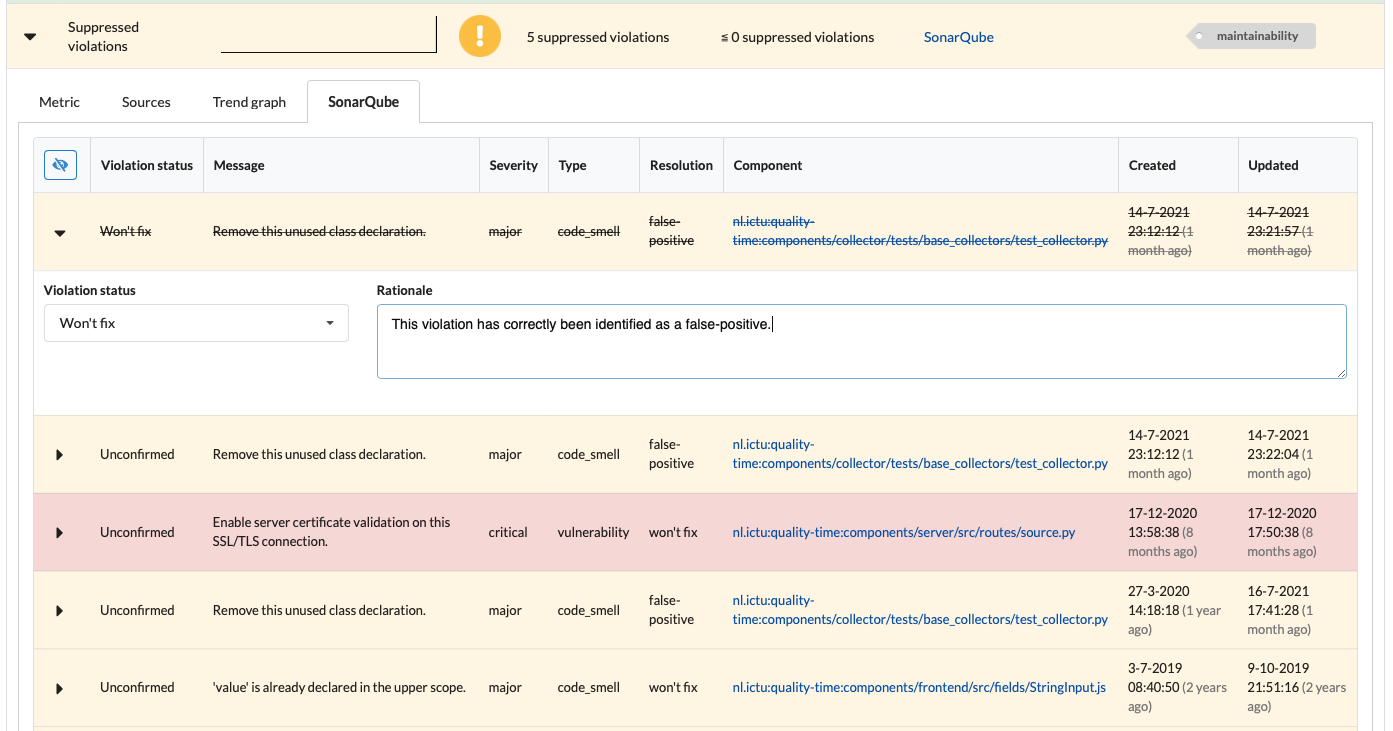 Suppressed
violations
5 suppressed violations
≦ 0 suppressed violations
SonarQube
maintainability
Metric
Sources
Trend graph
SonarQube
Violation status
Message
Severity
Type
Resolution
Component
Created
Updated
Won't fix
Remove this unused class declaration.
major
code_smell
false-
positive
nl.ictu:quality-
time:components/collector/tests/base_collectors/test_collector.py
14-7-2021
23:12:12 (1
month ago)
14-7-2021
23:21:57 (1
month ago)
Violation status
Won't fix
Rationale
This violation has correctly been identified as a false-positive.
Unconfirmed
Remove this unused class declaration.
major
code_smell
false-
positive
nl.ictu:quality-
time:components/collector/tests/base_collectors/test_collector.py
14-7-2021
23:12:12 (1
month ago)
14-7-2021
23:22:04 (1
month ago)
Unconfirmed
Enable server certificate validation on this
SSL/TLS connection.
critical
vulnerability
won't fix
nl.ictu:quality-time:components/server/src/routes/source.py
17-12-2020
13:58:38 (8
months ago)
17-12-2020
17:50:38 (8
months ago)
Unconfirmed
Remove this unused class declaration.
major
code_smell
false-
positive
nl.ictu:quality-
time:components/collector/tests/base_collectors/test_collector.py
27-3-2020
14:18:18 (1 year
ago)
16-7-2021
17:41:28 (1
month ago)
Unconfirmed
'value' is already declared in the upper scope.
major
code_smell
won't fix
nl.ictu:quality-time:components/frontend/src/fields/StringInput.js
3-7-2019
08:40:50 (2 years
ago)
9-10-2019
21:51:16 (2 years
ago)